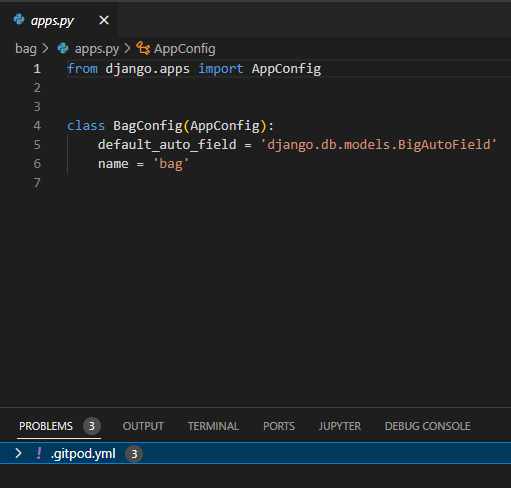 apps.py
bag > apps.py > AppConfig
1 from django.apps import AppConfig
2
3
4 class BagConfig(AppConfig):
5     default_auto_field = 'django.db.models.BigAutoField'
6     name = 'bag'
7
PROBLEMS 3 OUTPUT TERMINAL PORTS JUPYTER DEBUG CONSOLE
> ! .gitpod.yml 3